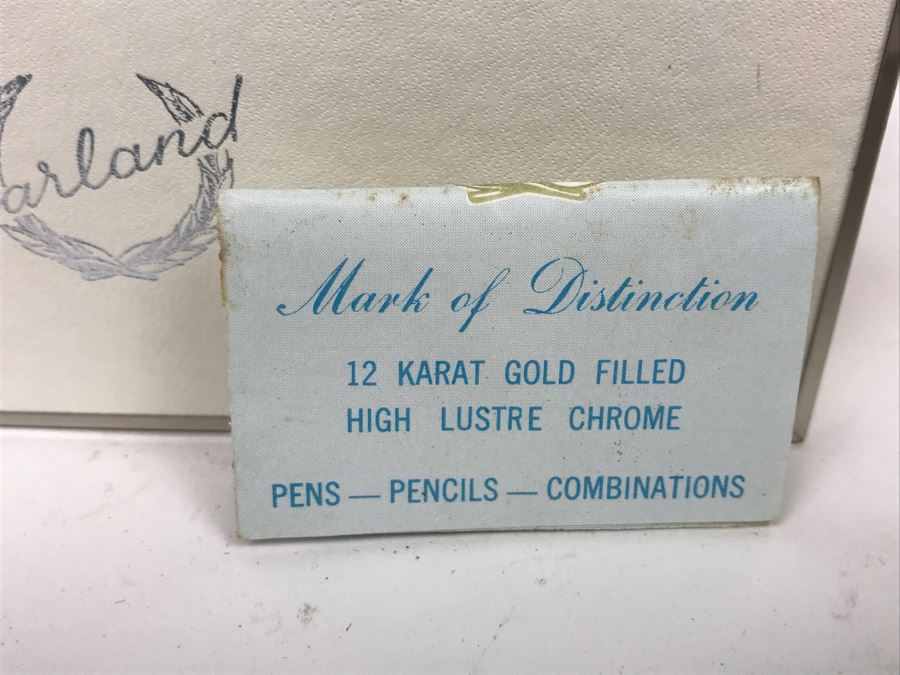 arland
Mark of Distinction
12 KARAT GOLD FILLED
HIGH LUSTRE CHROME
PENS — PENCILS — COMBINATIONS